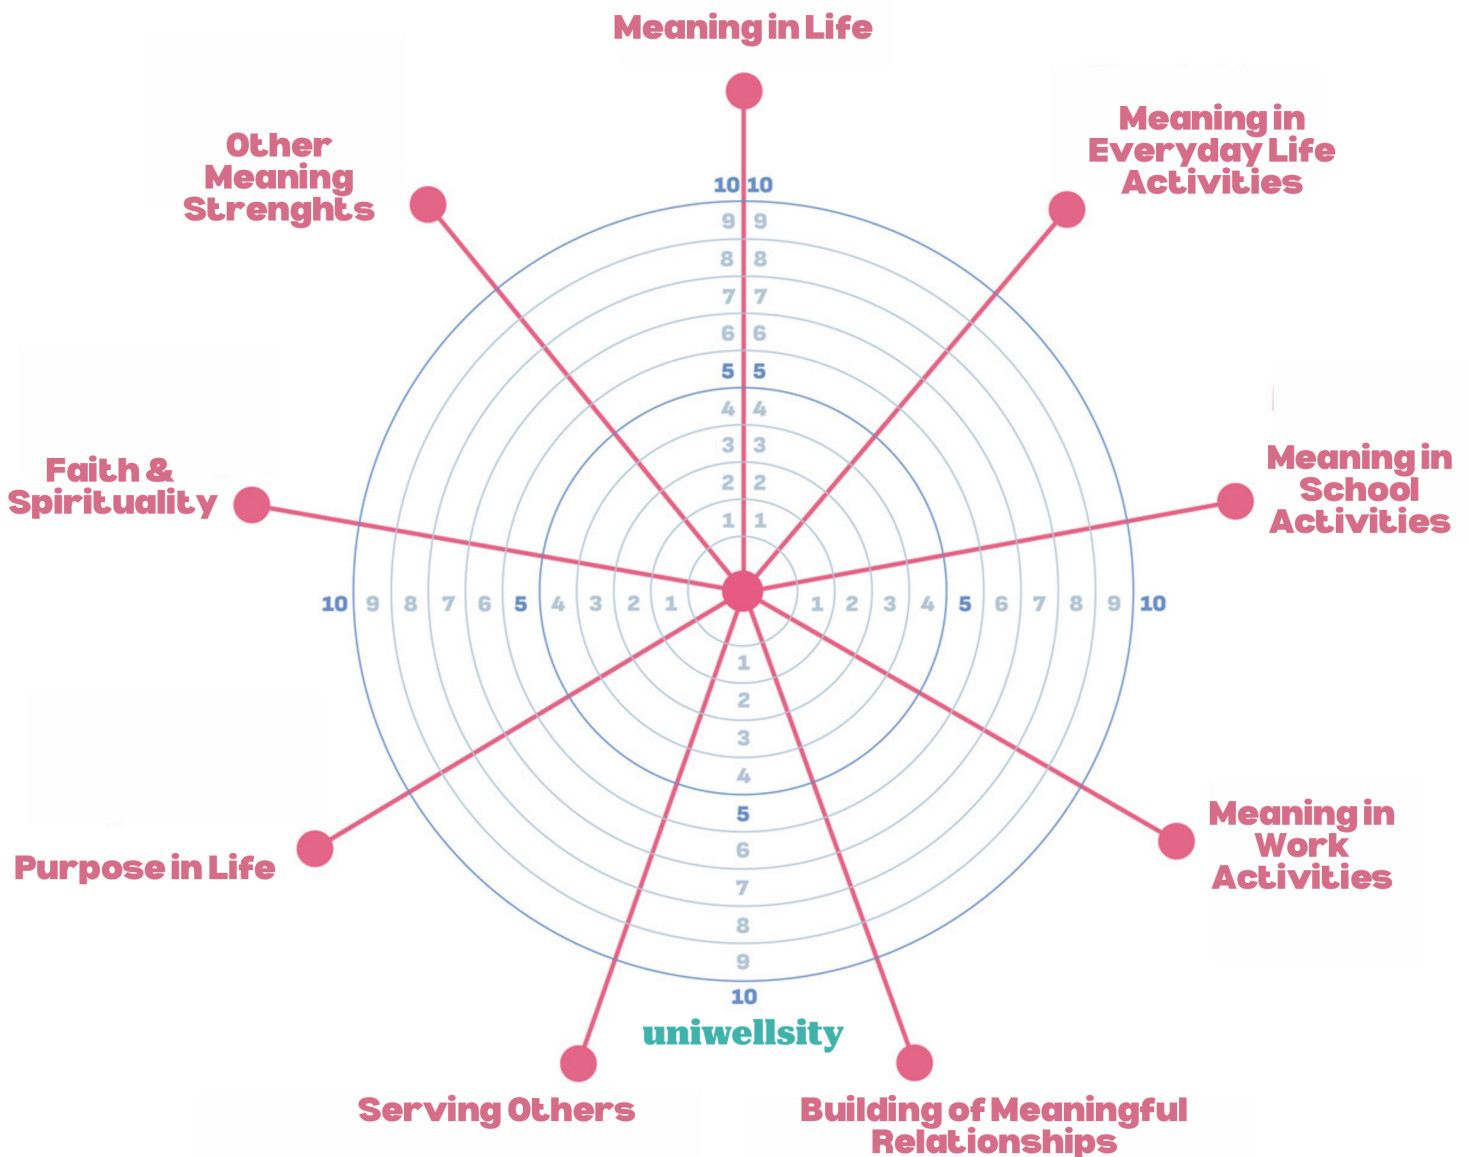 Meaning in Life
Other
Meaning
Strenghts
Meaning in
Everyday Life
Activities
10 10
9 9
8 8
7 7
6 6
5 5
4 4
3 3
2 2
1 1
Faith &
Spirituality
Meaning in
School
Activities
10 9 8 7 6 5 4 3 2 1 1 2 3 4 5 6 7 8 9 10
1
2
3
4
5
6
7
8
9
10
Purpose in Life
Meaning in
Work
Activities
uniwellsity
Serving Others
Building of Meaningful
Relationships